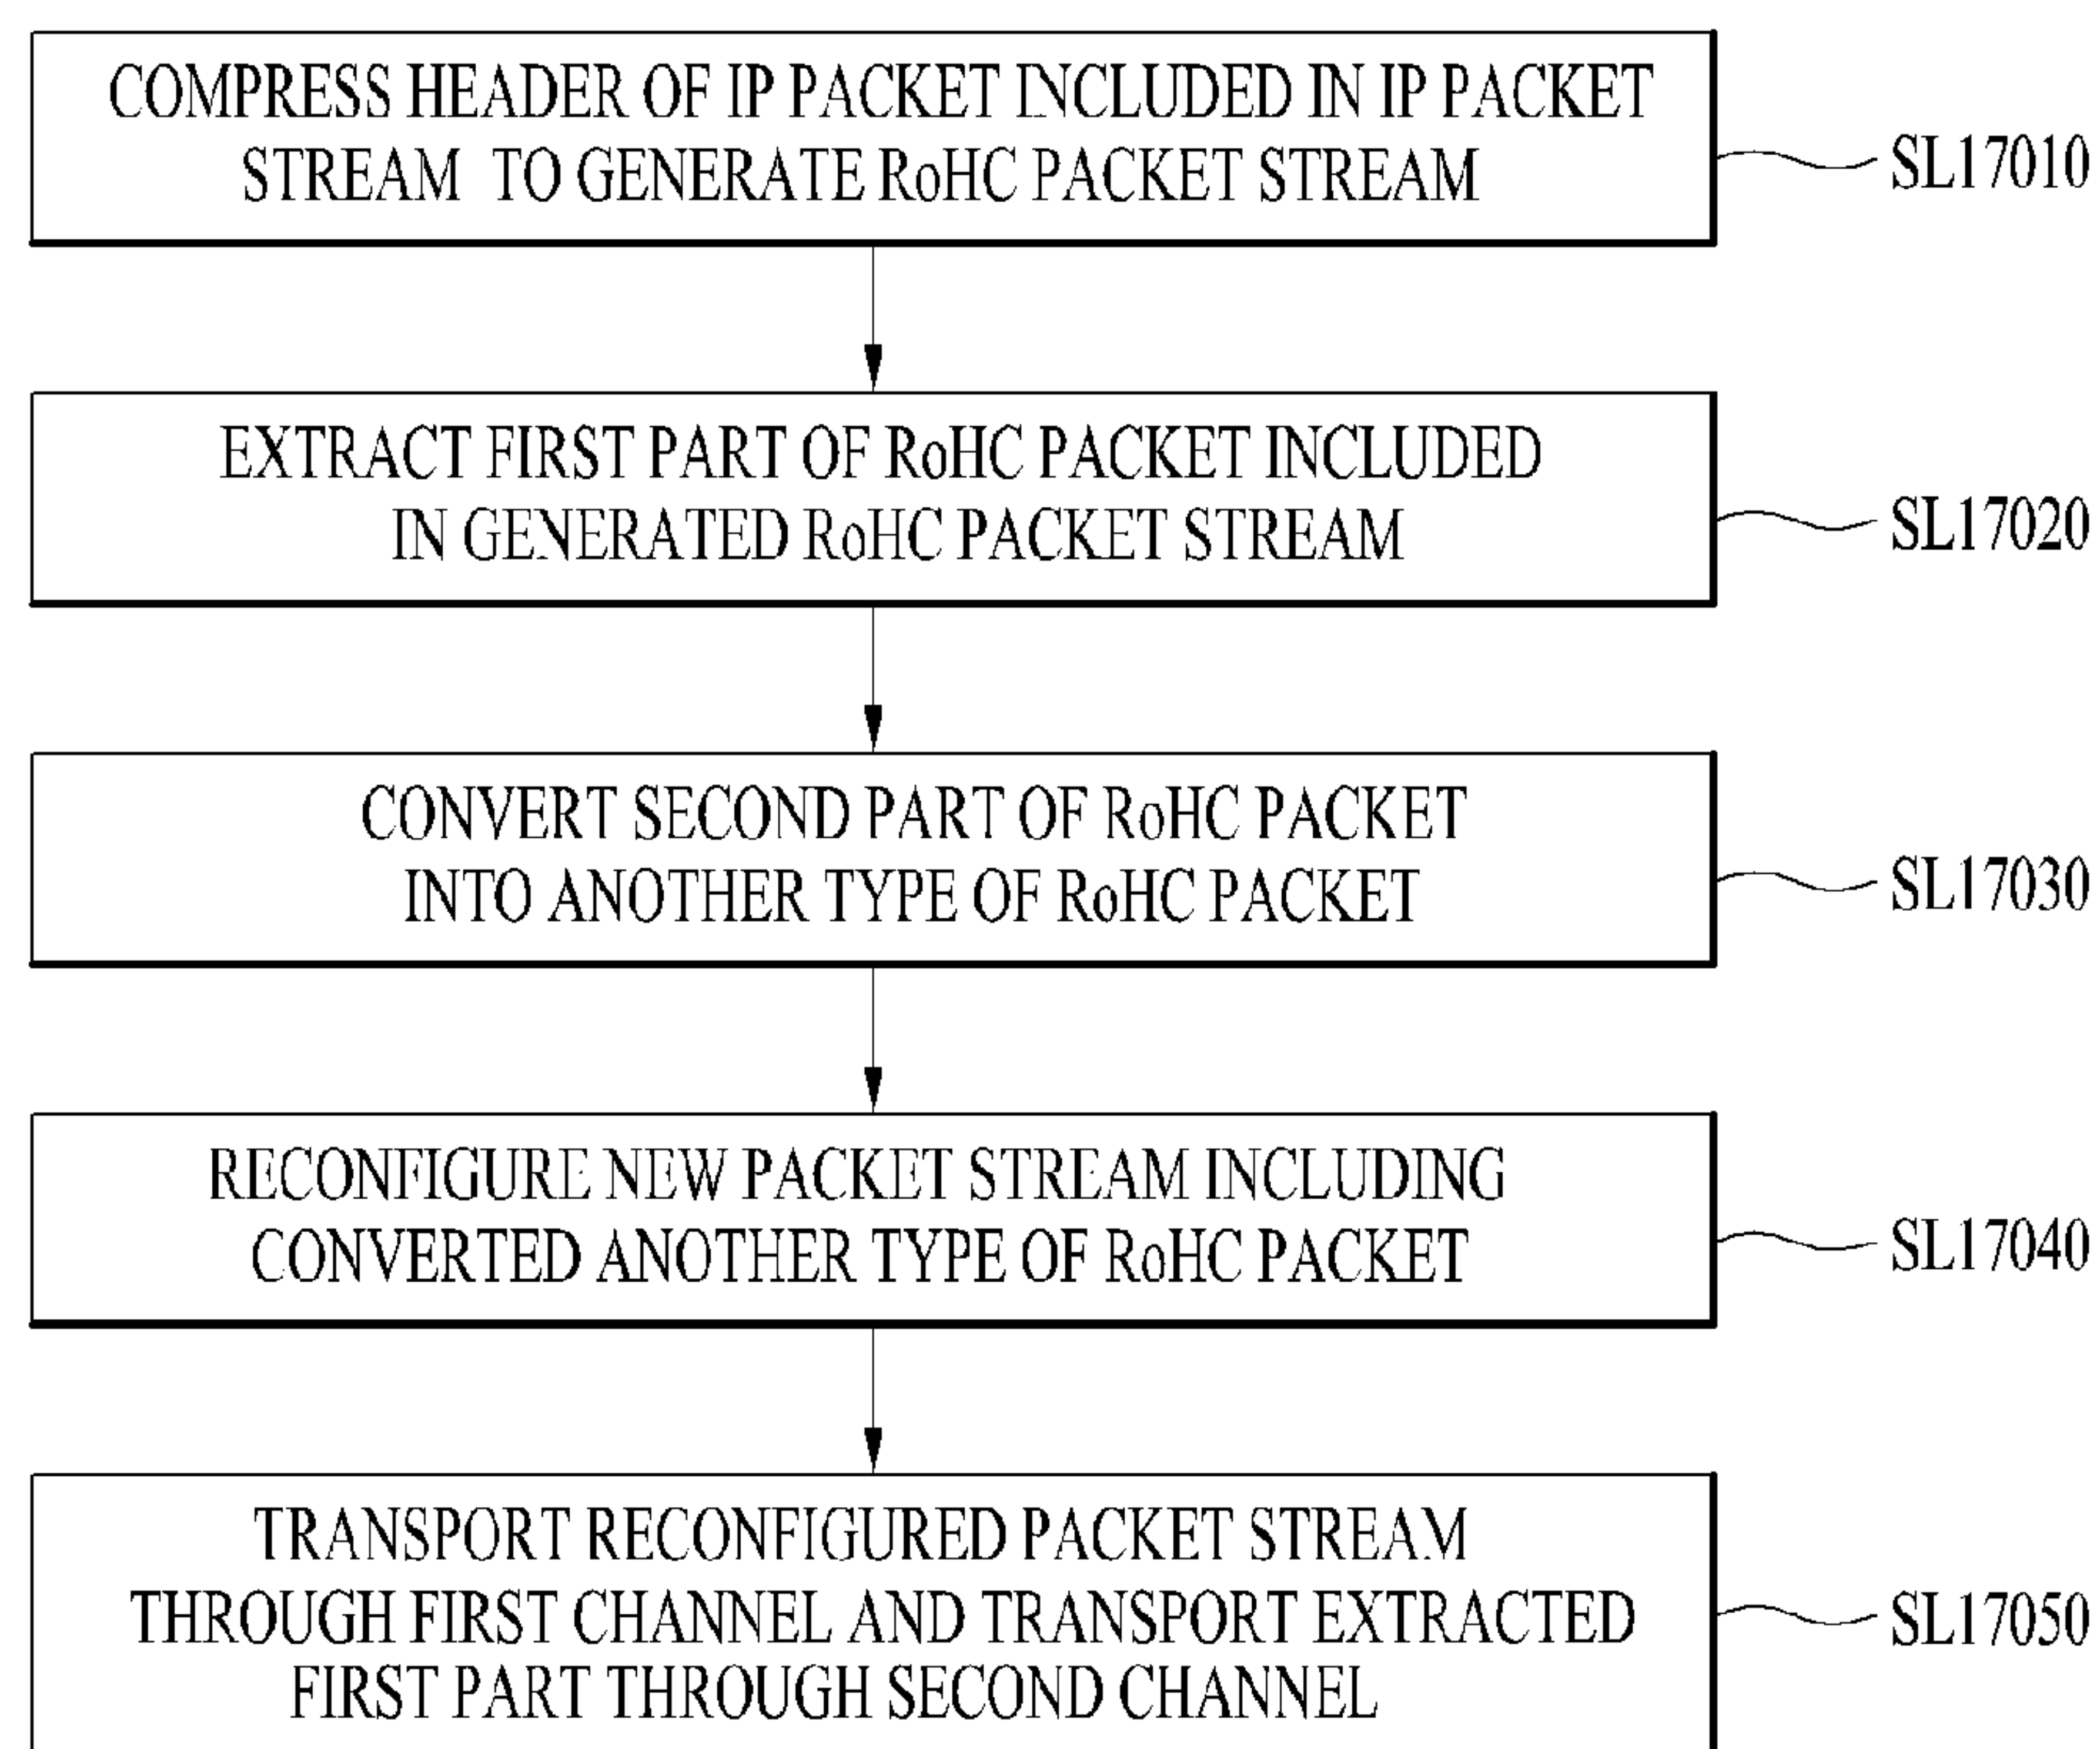 COMPRESS HEADER OF IP PACKET INCLUDED IN IP PACKET
STREAM TO GENERATE RoHC PACKET STREAM
SL17010
EXTRACT FIRST PART OF RoHC PACKET INCLUDED
IN GENERATED RoHC PACKET STREAM
SL17020
CONVERT SECOND PART OF RoHC PACKET
INTO ANOTHER TYPE OF RoHC PACKET
SL17030
RECONFIGURE NEW PACKET STREAM INCLUDING
CONVERTED ANOTHER TYPE OF RoHC PACKET
SL17040
TRANSPORT RECONFIGURED PACKET STREAM
THROUGH FIRST CHANNEL AND TRANSPORT EXTRACTED
FIRST PART THROUGH SECOND CHANNEL
SL17050